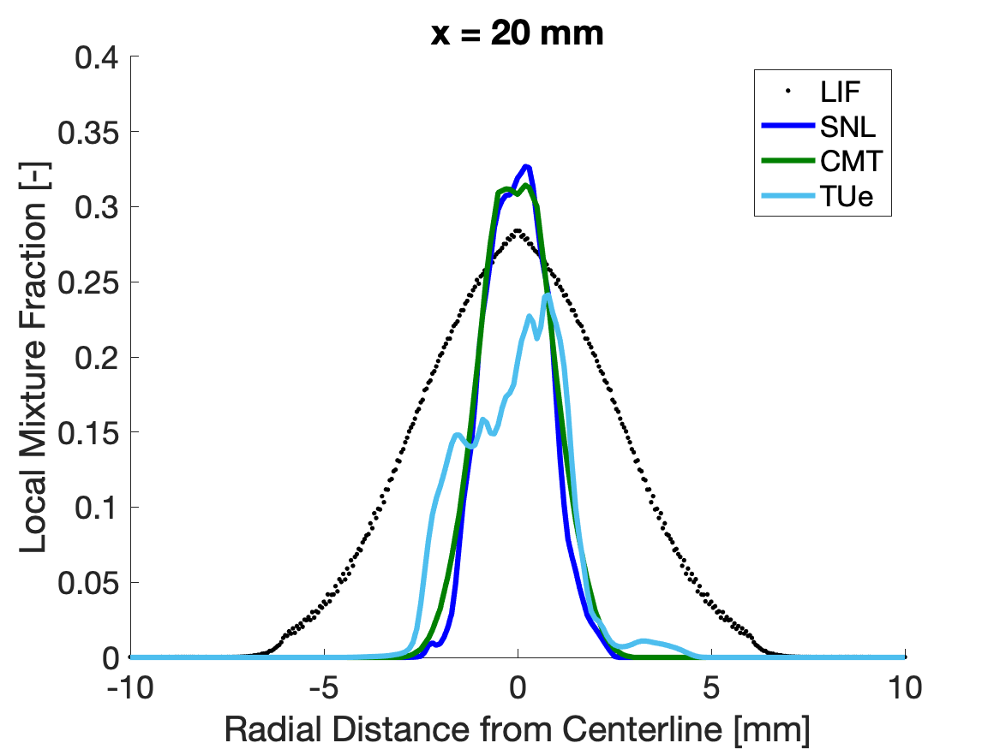 x = 20 mm
0.4
0.35
0.3
0.25
0.2
0.15
0.1
0.05
0
Local Mixture Fraction [-]
LIF
SNL
CMT
TUe
-10
-5
0
5
10
Radial Distance from Centerline [mm]